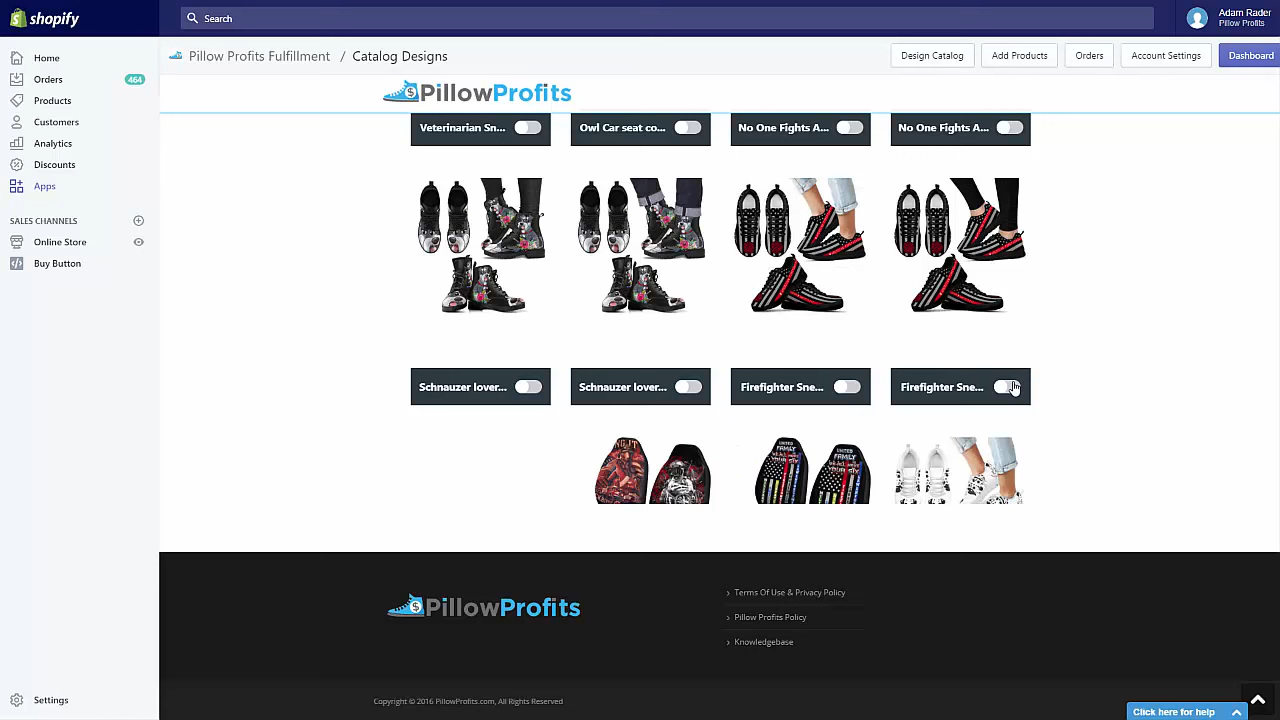 shopify
Search
Adam Rader
Pillow Profits
Home
Orders
464
Products
Customers
Analytics
Discounts
Apps
SALES CHANNELS
Online Store
Buy Button
Settings
Pillow Profits Fulfillment / Catalog Designs
Design Catalog
Add Products
Orders
Account Settings
Dashboard
PillowProfits
Veterinarian Sn...
Owl Car seat co...
No One Fights A...
No One Fights A...
Schnauzer lover...
Schnauzer lover...
Firefighter Sne...
Firefighter Sne...
UNITED
FAMILY
UNITED
FAMILY
PillowProfits
Terms Of Use & Privacy Policy
Pillow Profits Policy
Knowledgebase
Copyright © 2016 PillowProfits.com, All Rights Reserved
Click here for help